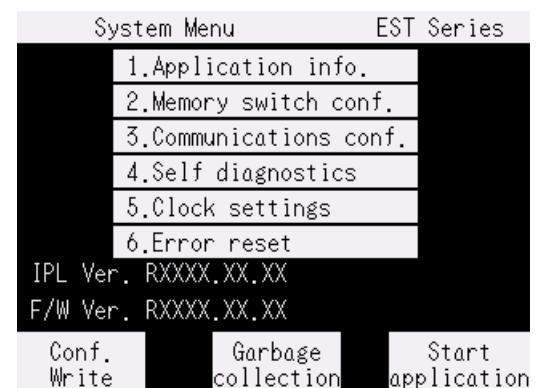 System Menu EST Series
1.Application info.
2.Memory switch conf.
3.Communications conf.
4.Self diagnostics
5.Clock settings
6.Error reset
IPL Ver. RXXXX.XX.XX
F/W Ver. RXXXX.XX.XX
Conf.
Write
Garbage
collection
Start
application